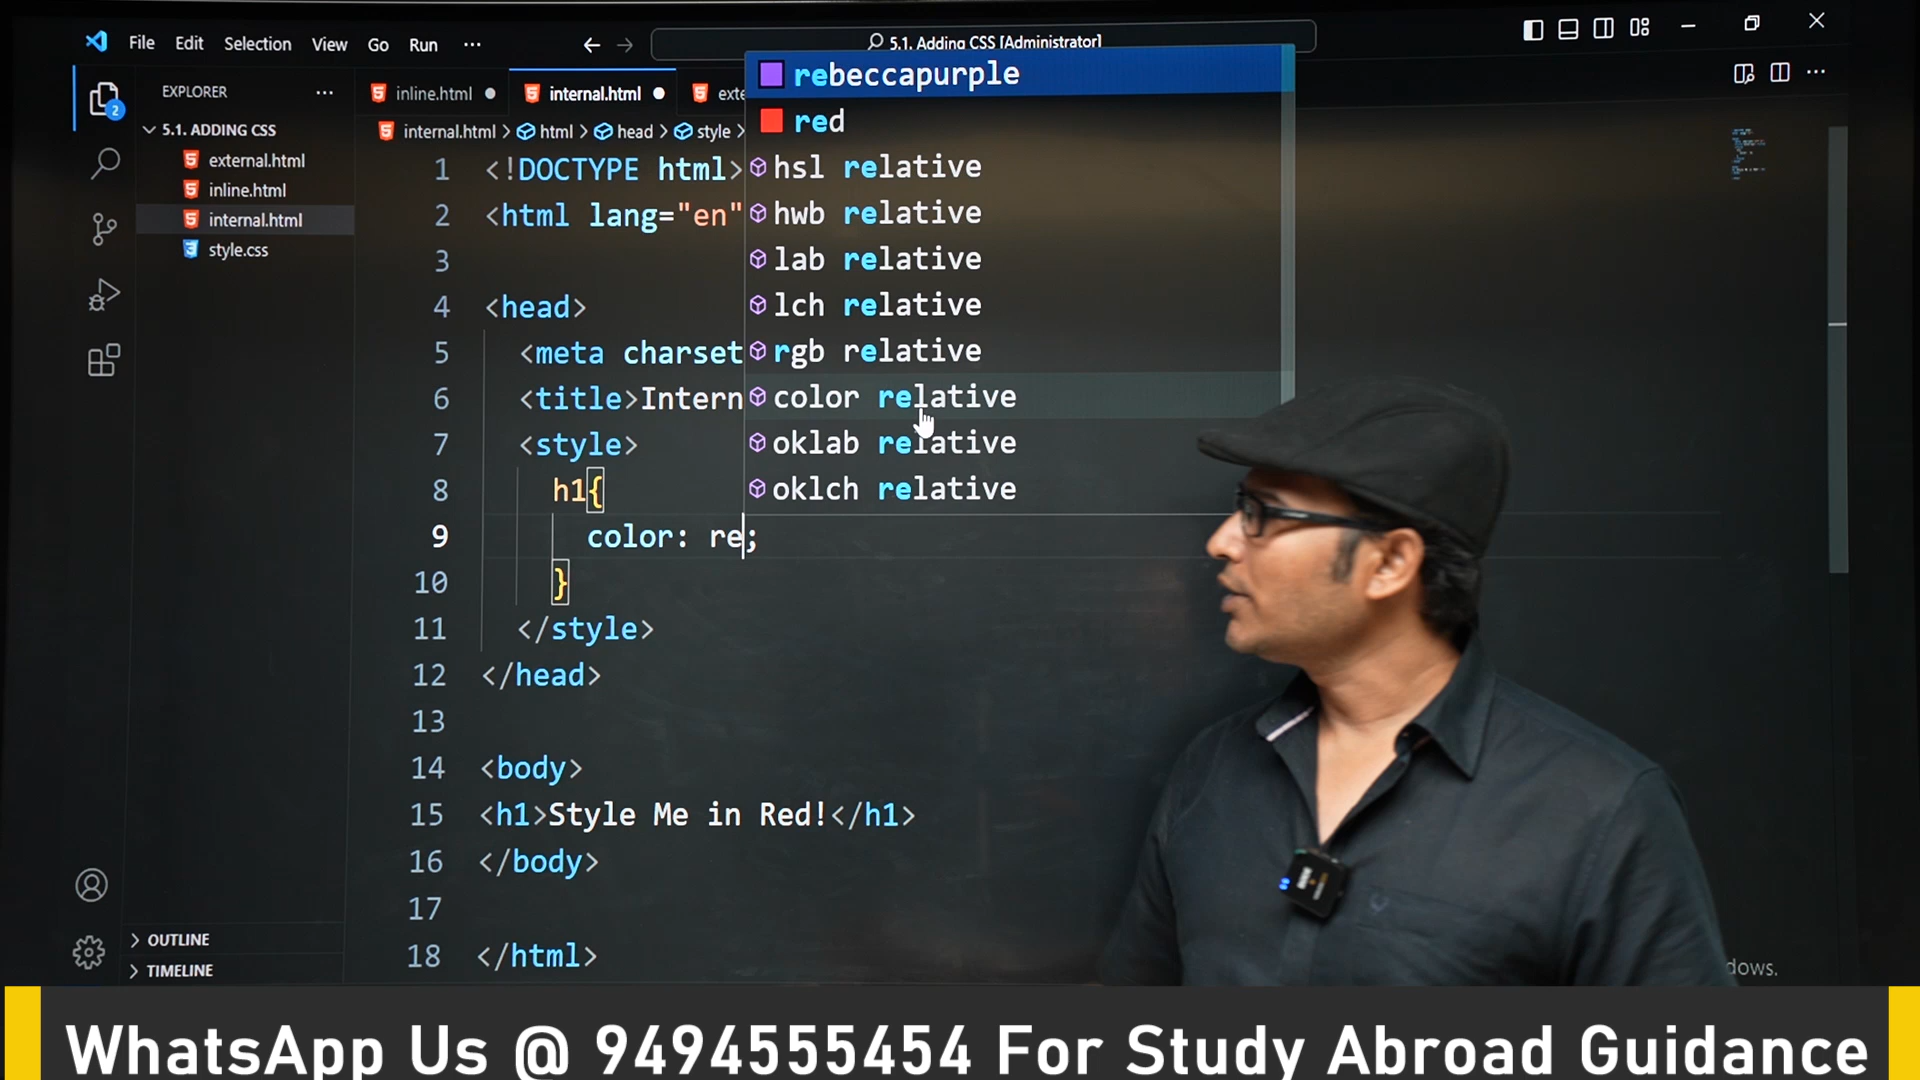 File Edit Selection View Go Run ...
5.1. Adding CSS [Administrator]
EXPLORER ...
5.1. ADDING CSS
external.html
inline.html
internal.html
style.css
OUTLINE
TIMELINE
inline.html internal.html exte
internal.html > html > head > style >
1 <!DOCTYPE html>
2 <html lang="en"
3
4 <head>
5 <meta charset
6 <title>Intern
7 <style>
8 h1{
9 color: re;
10 }
11 </style>
12 </head>
13
14 <body>
15 <h1>Style Me in Red!</h1>
16 </body>
17
18 </html>
rebeccapurple
red
hsl relative
hwb relative
lab relative
lch relative
rgb relative
color relative
oklab relative
oklch relative
2
dows.
WhatsApp Us @ 9494555454 For Study Abroad Guidance